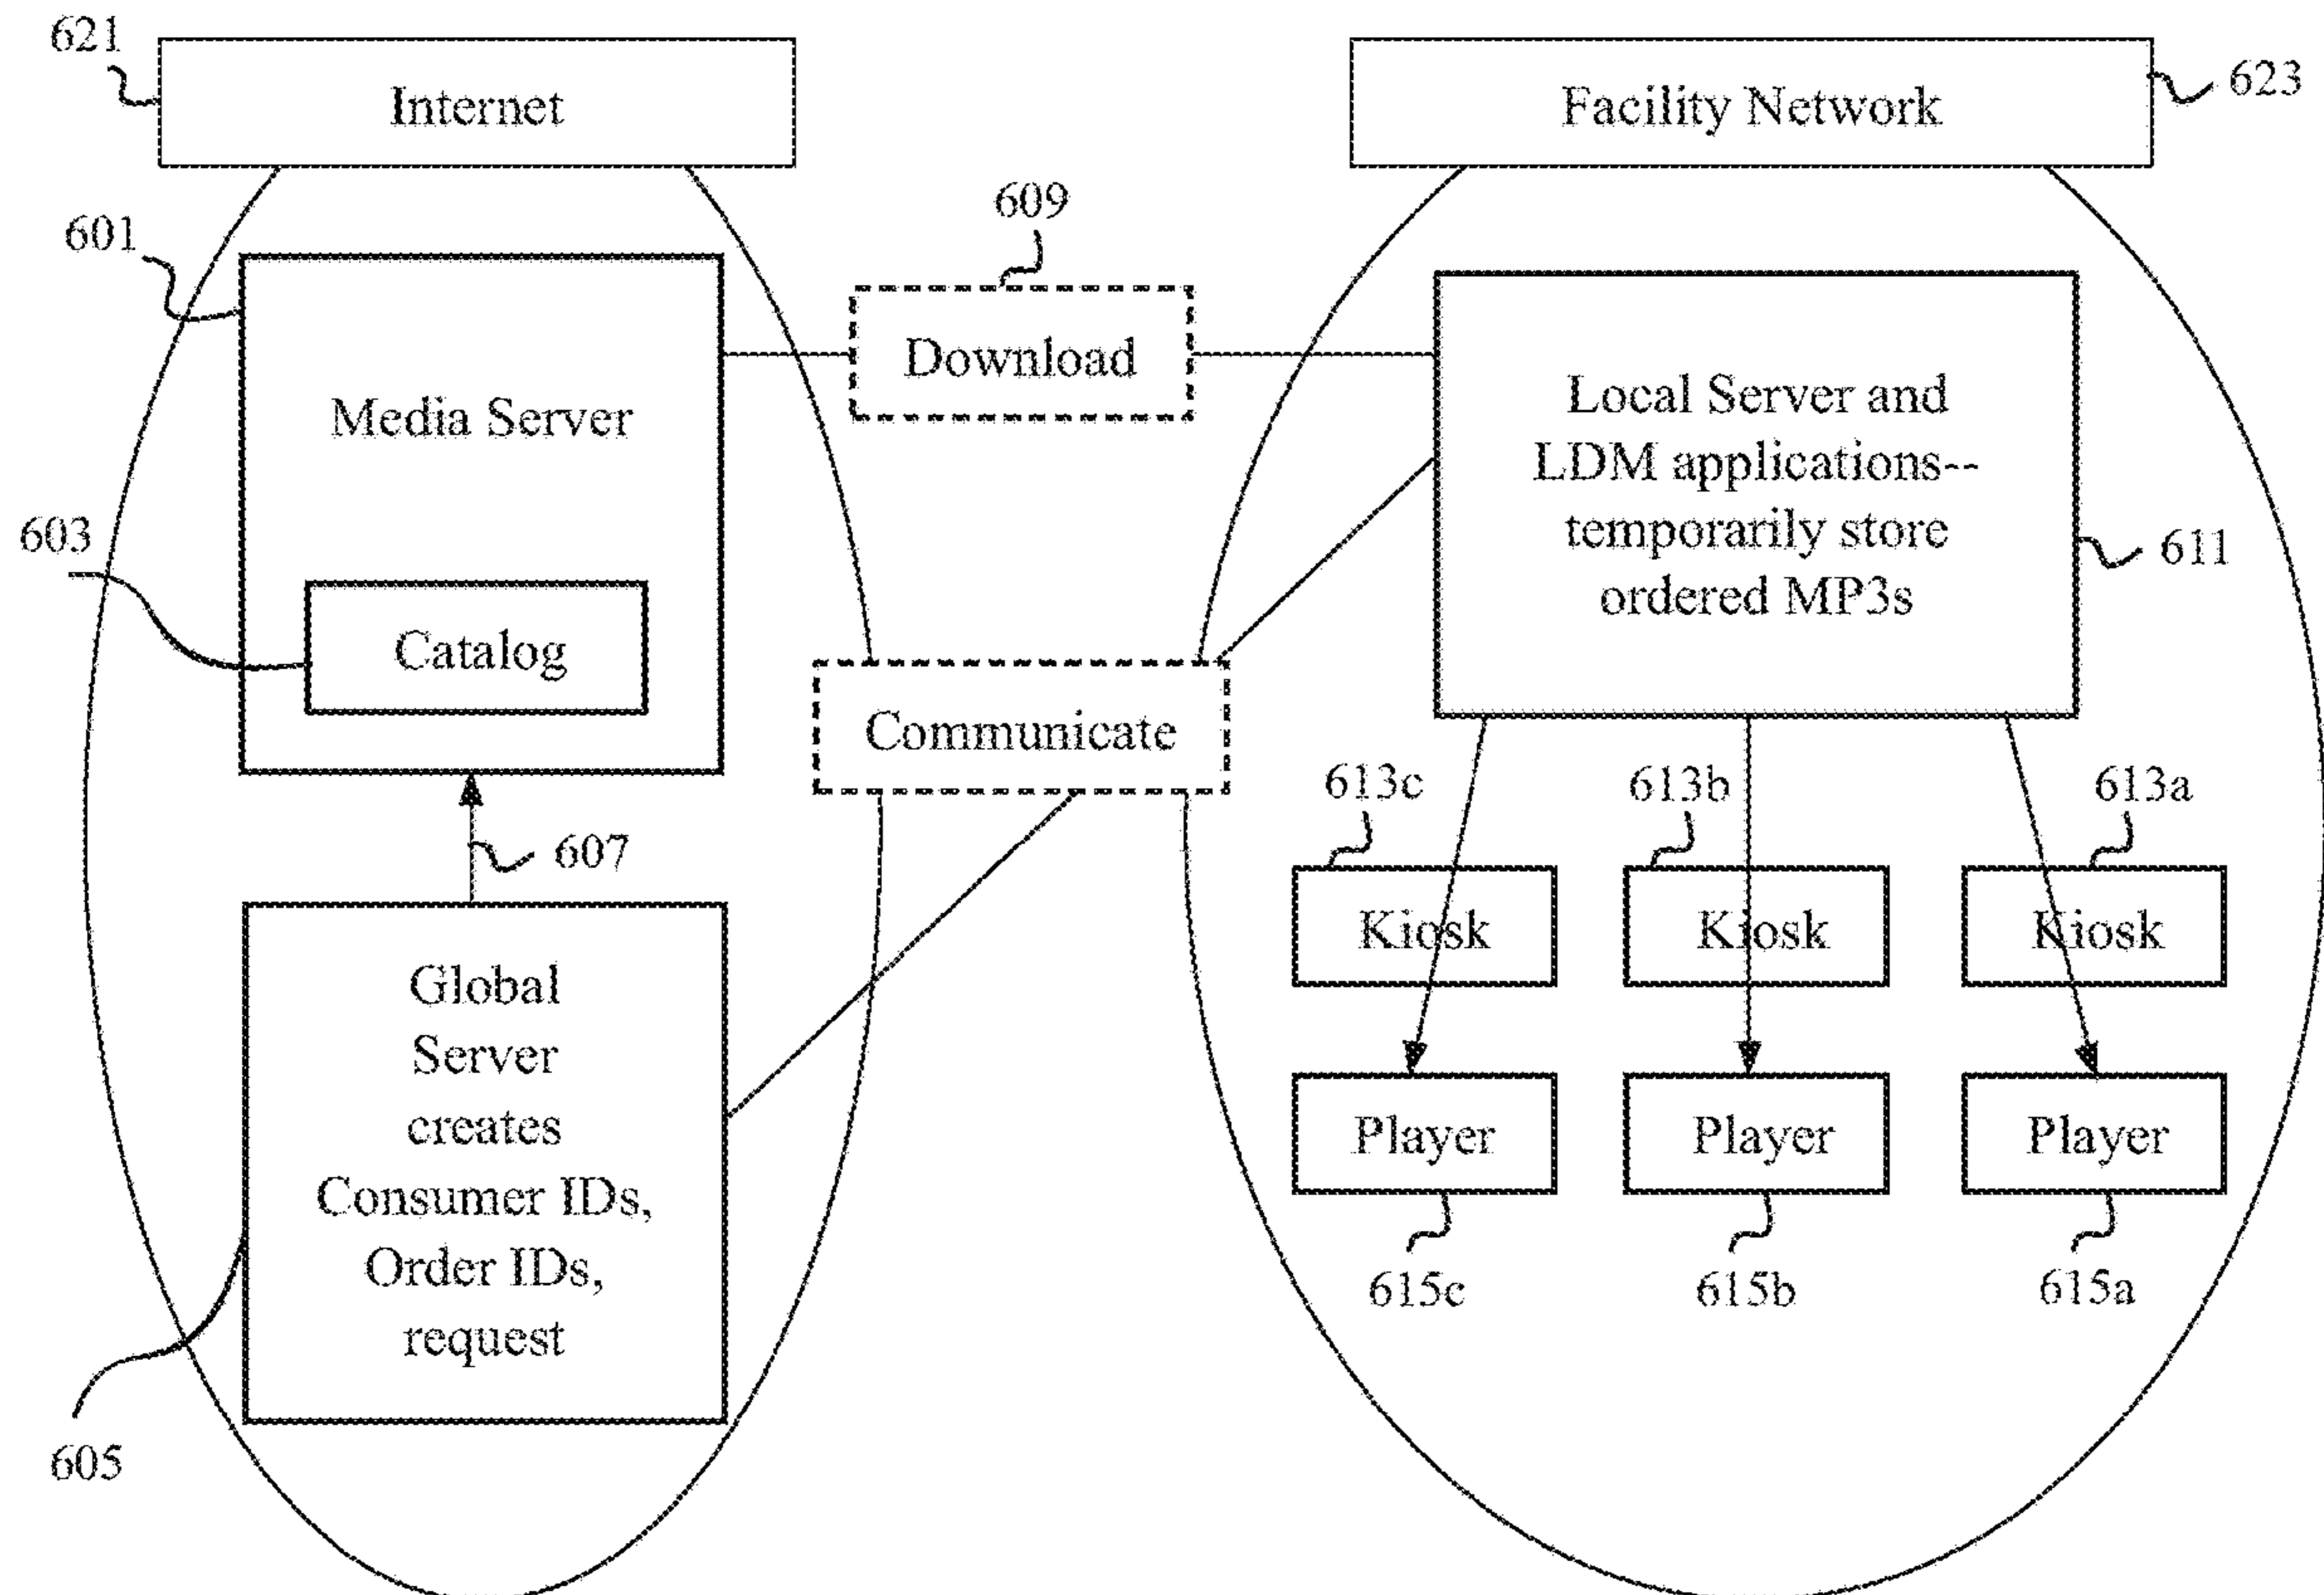 621
Internet
Facility Network
623
609
601
Download
Media Server
Local Server and
LDM applications--
temporarily store
ordered MP3s
611
603
Catalog
Communicate
613c
613b
613a
607
Kiosk
Kiosk
Kiosk
Global
Server
creates
Consumer IDs,
Order IDs,
request
Player
Player
Player
615c
615b
615a
605